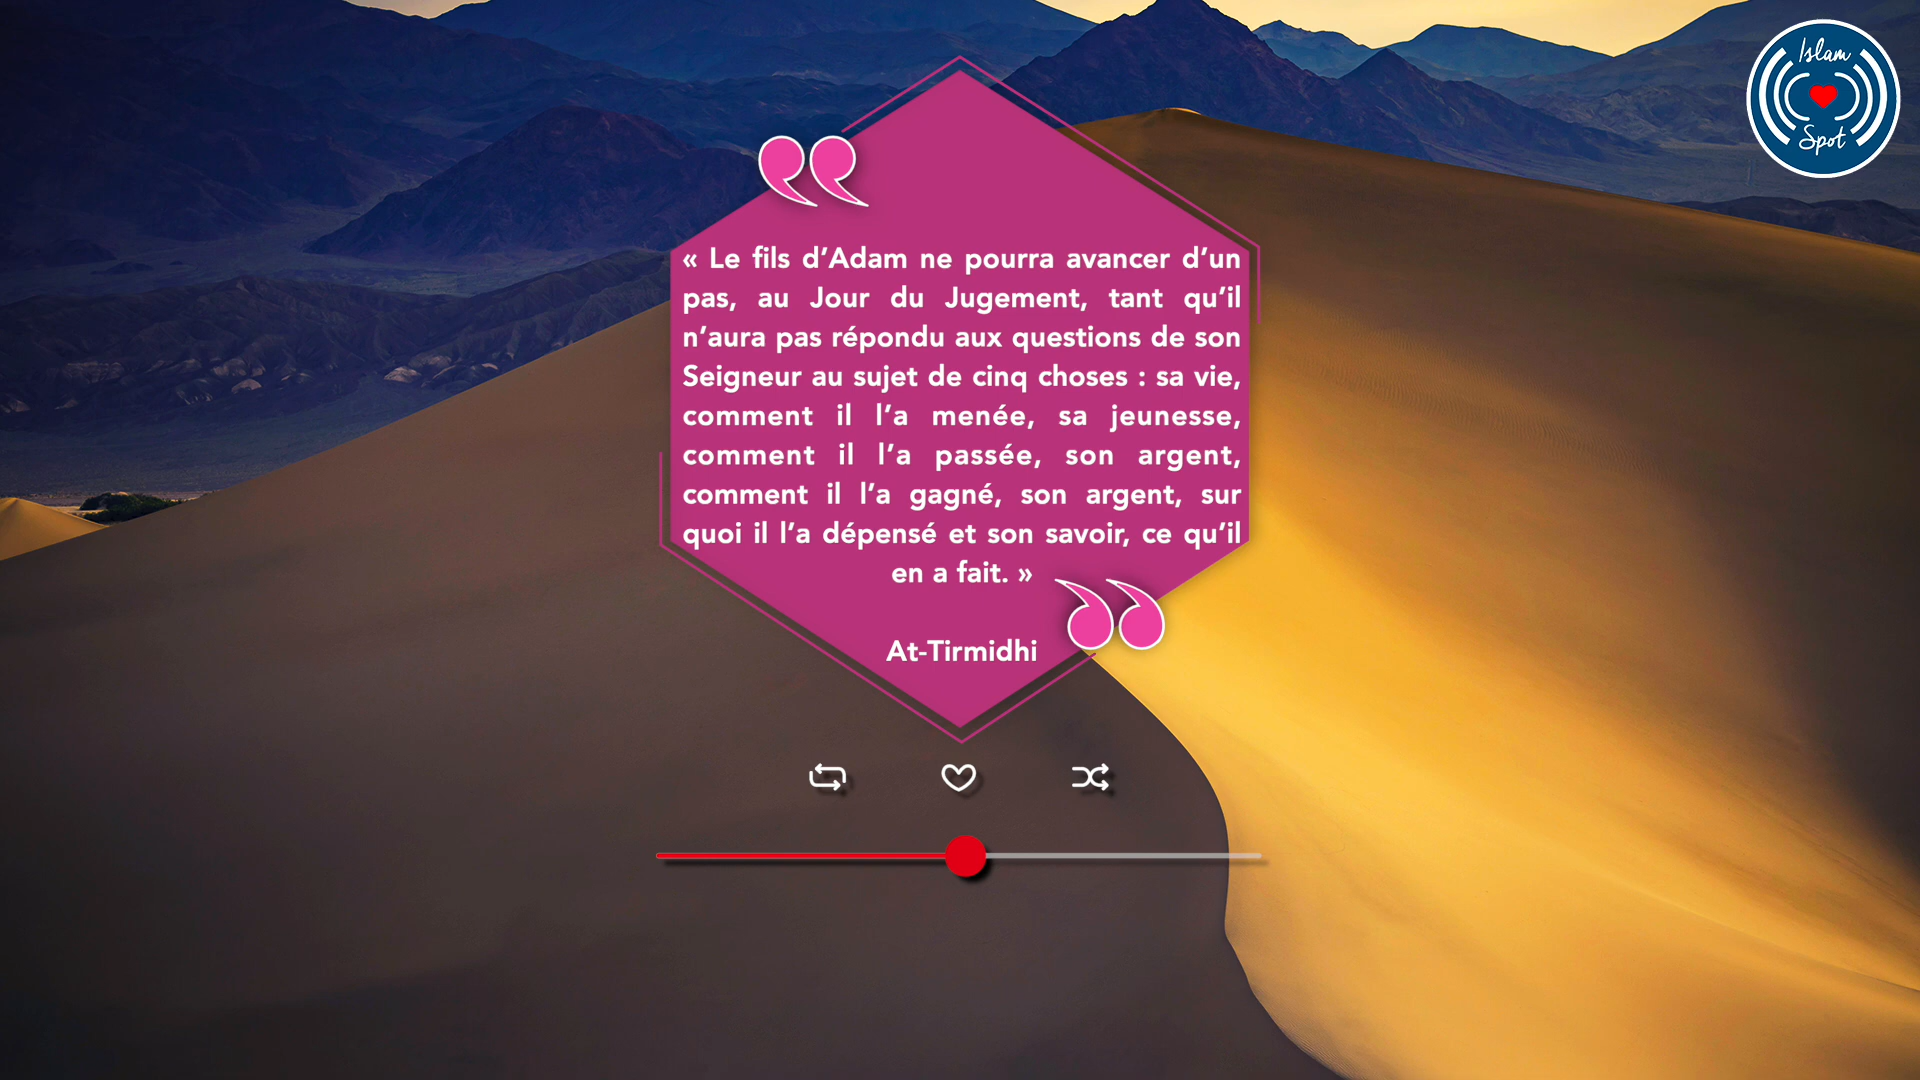 Islam
Spot
« Le fils d’Adam ne pourra avancer d’un
pas, au Jour du Jugement, tant qu’il
n’aura pas répondu aux questions de son
Seigneur au sujet de cinq choses : sa vie,
comment il l’a menée, sa jeunesse,
comment il l’a passée, son argent,
comment il l’a gagné, son argent, sur
quoi il l’a dépensé et son savoir, ce qu’il
en a fait. »
At-Tirmidhi